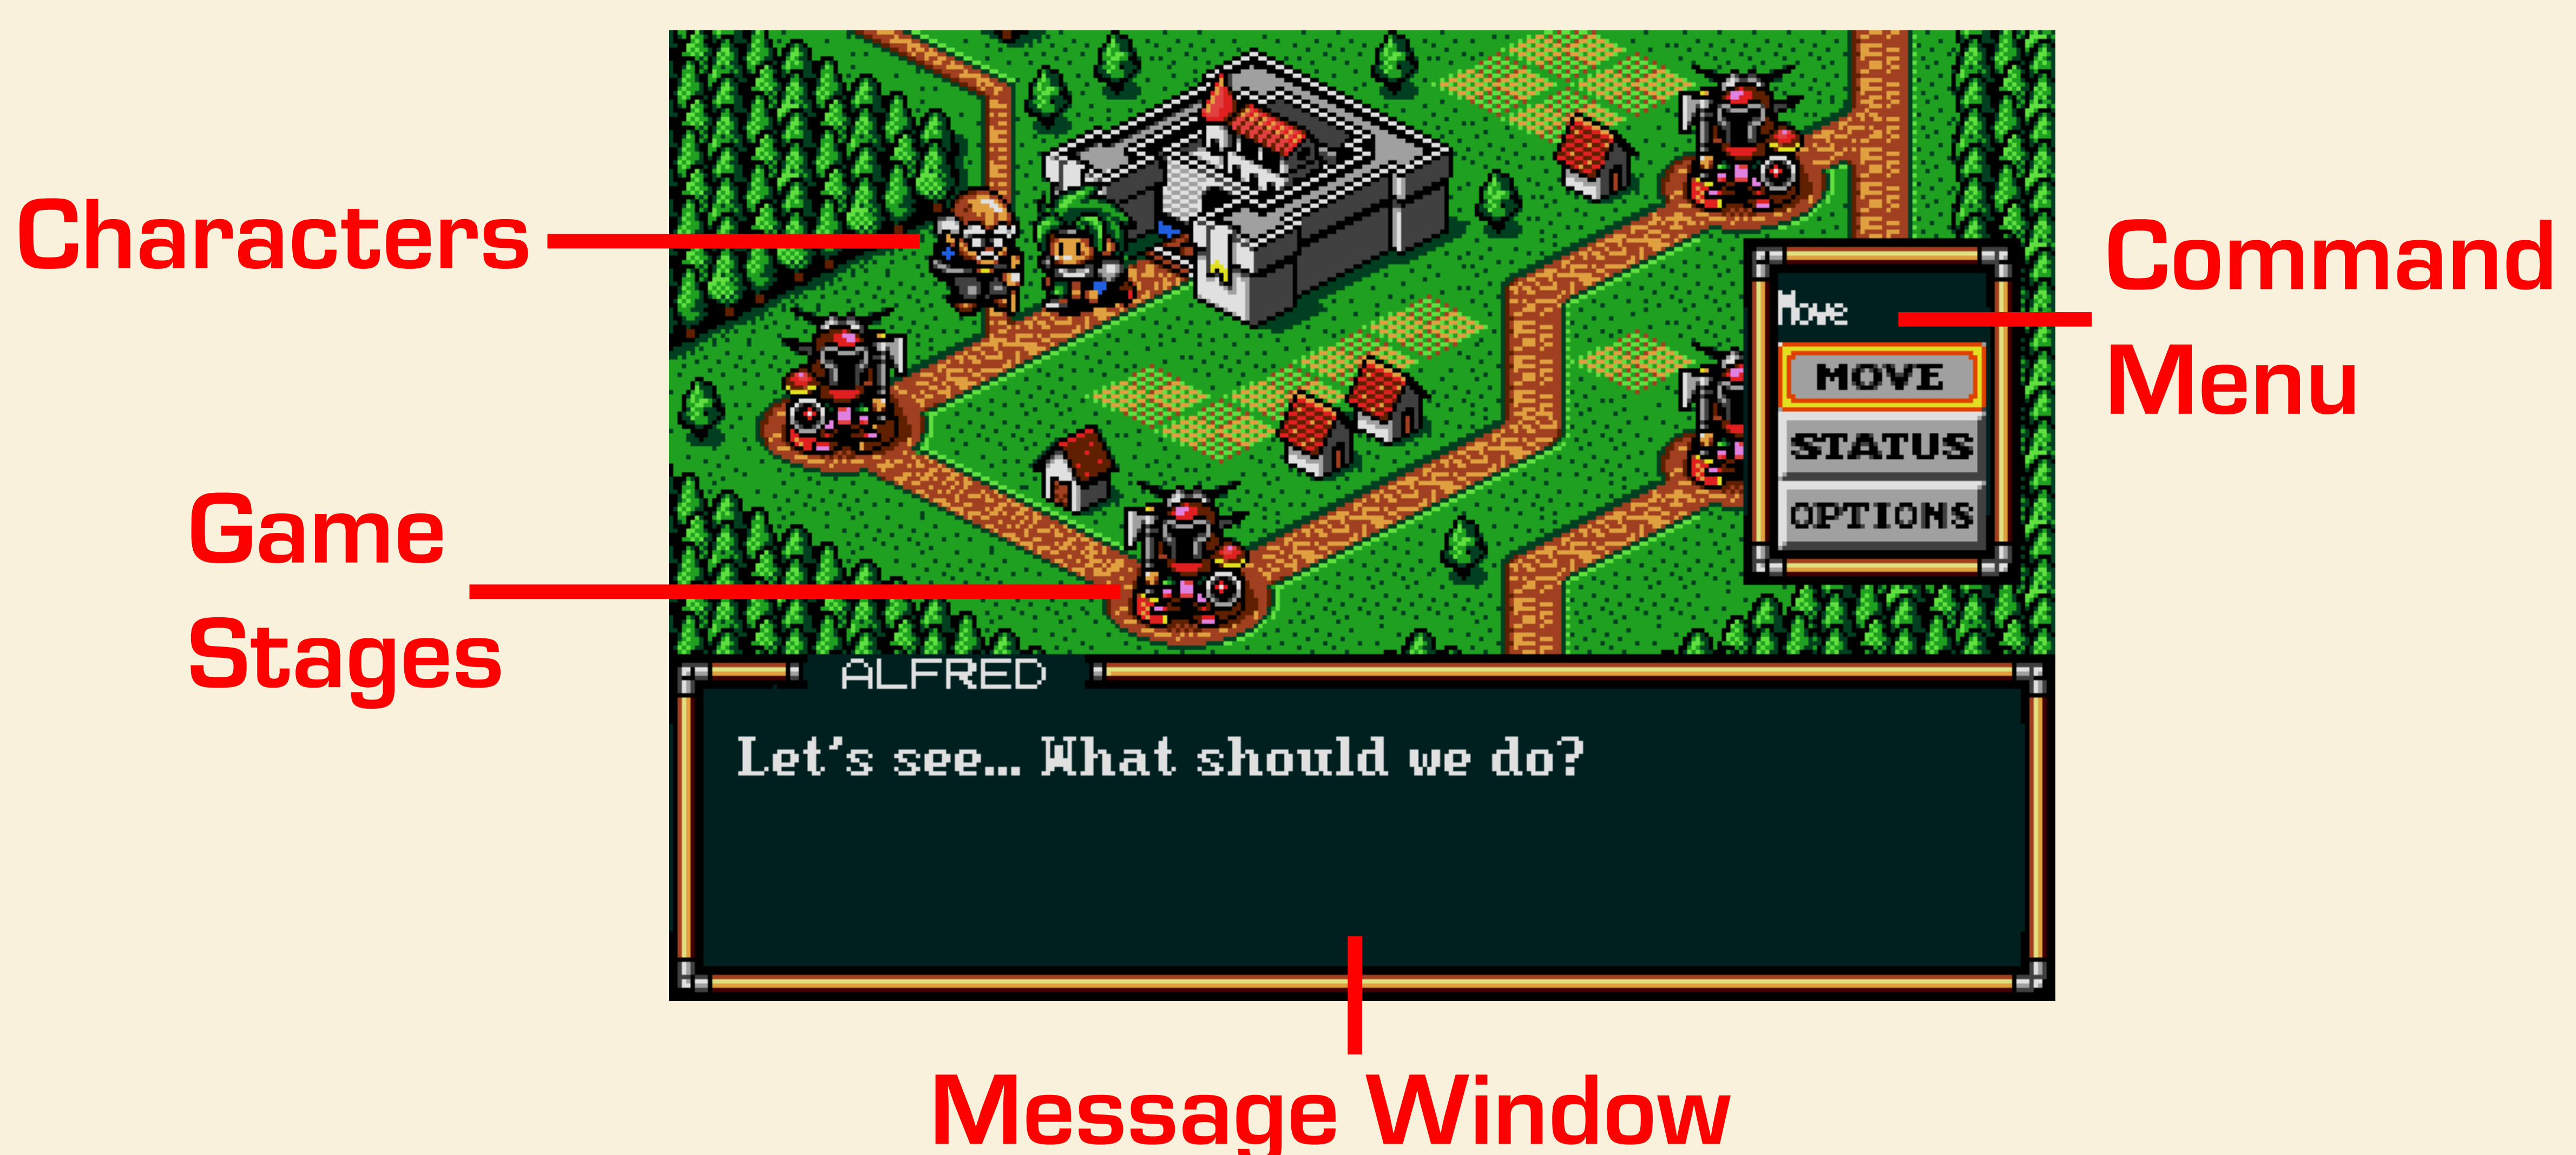 Characters
Game
Stages
Command
Menu
Move
MOVE
STATUS
OPTIONS
ALFRED
Let's see... What should we do?
Message Window